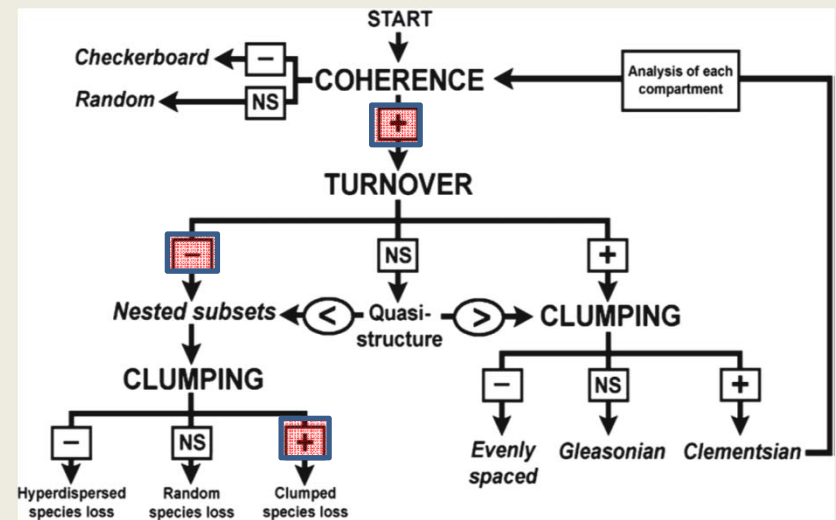 START
Checkerboard
−
COHERENCE
Analysis of each
compartment
Random
NS
+
TURNOVER
−
NS
+
Nested subsets
<
Quasi-
structure
>
CLUMPING
CLUMPING
−
NS
+
−
NS
+
Evenly
spaced
Gleasonian
Clementsian
Hyperdispersed
species loss
Random
species loss
Clumped
species loss